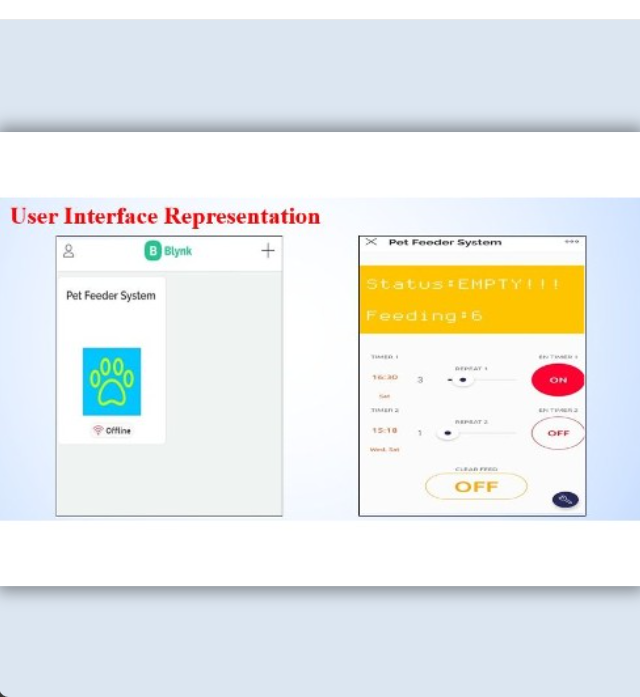 User Interface Representation
B Blynk
Pet Feeder System
Offline
Pet Feeder System
Status:EMPTY!!!
Feeding:6
TIMER 1
REPEAT 1
EN TIMER 1
16:30
3
ON
Sat
TIMER 2
REPEAT 2
EN TIMER 2
15:18
1
OFF
Wed, Sat
CLEAR FEED
OFF